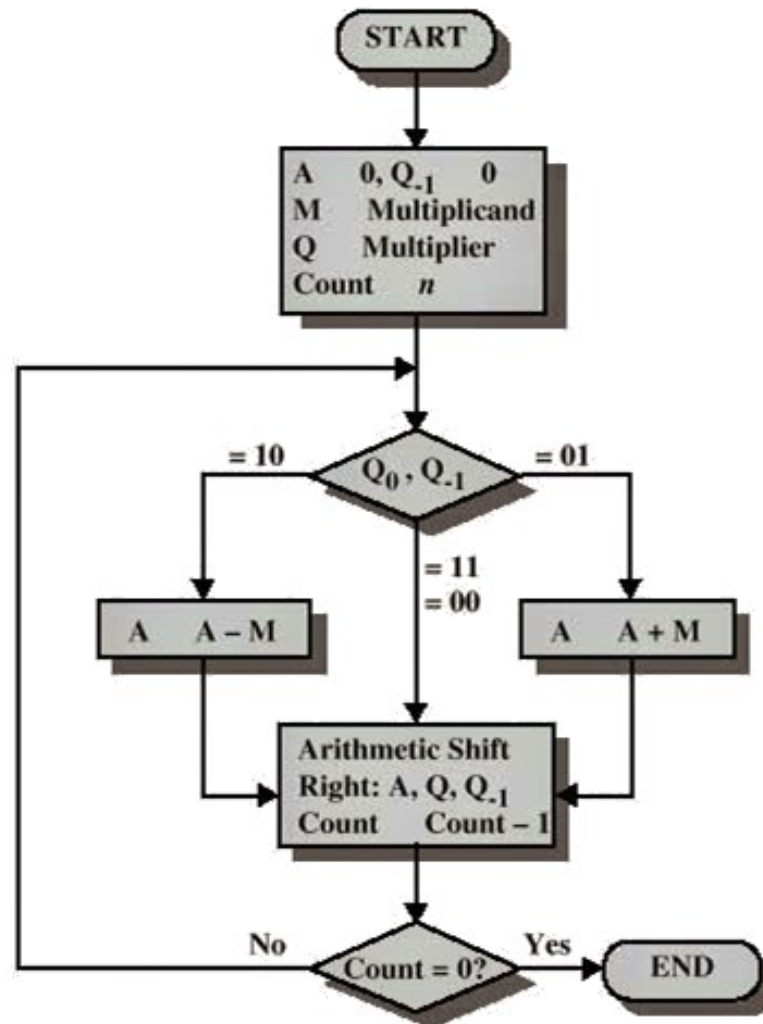 START
A 0, Q-1 0
M Multiplicand
Q Multiplier
Count n
= 10
Q0 , Q-1
= 01
= 11
= 00
A A – M
A A + M
Arithmetic Shift
Right: A, Q, Q-1
Count Count – 1
No
Count = 0?
Yes
END